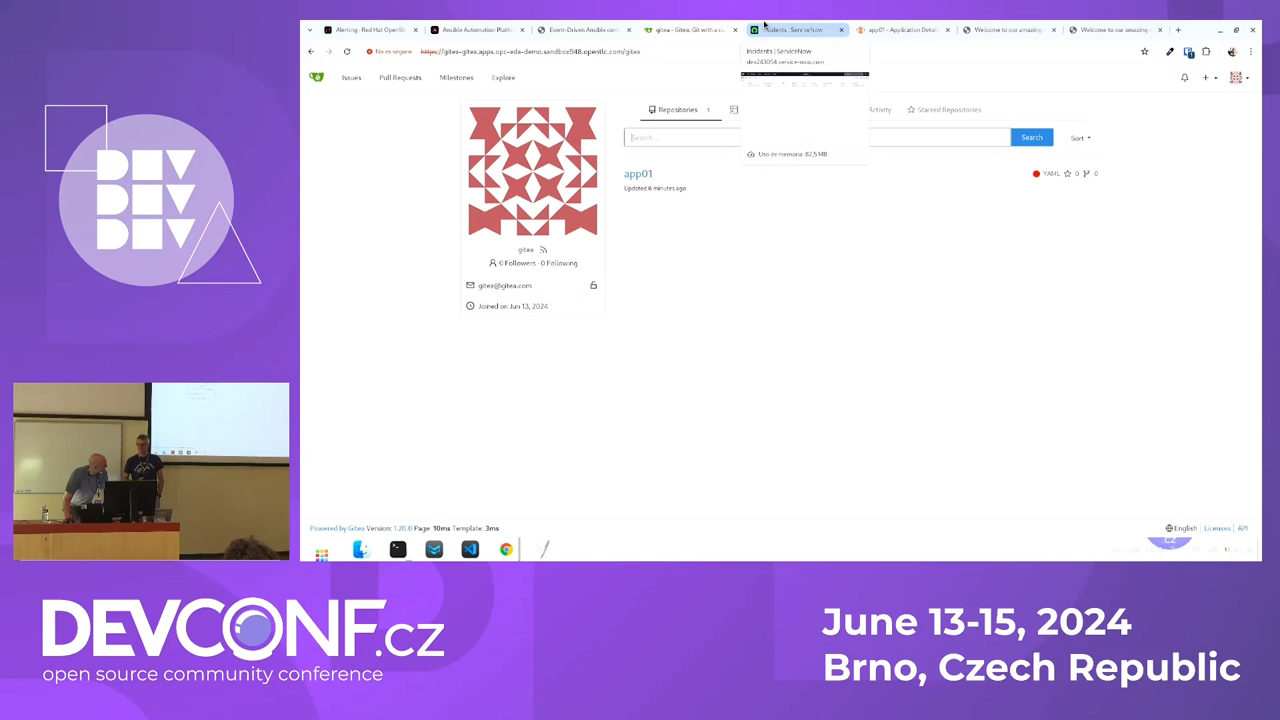 Alerting - Red Hat OpenSh
Ansible Automation Platfo
Event-Driven Ansible cont
gitea - Gitea: Git with a c
Incidents | ServiceNow
app01 - Application Detail
Welcome to our amazing
Welcome to our amazing
No es seguro
https://gitea-gitea.apps.opc-eda-demo.sandbox948.opentlc.com/gitea
Incidents | ServiceNow
dev243054.service-now.com
Uso de memoria: 82,5 MB
Issues
Pull Requests
Milestones
Explore
Repositories 1
Activity
Starred Repositories
Search...
Search
Sort
app01
Updated 6 minutes ago
YAML 0 0
gitea
0 Followers · 0 Following
gitea@gitea.com
Joined on Jun 13, 2024
Powered by Gitea Version: 1.20.0 Page: 10ms Template: 3ms
English
Licenses
API
CZ
DEV
DEV
DEV
DEVCONF.cz
open source community conference
June 13-15, 2024
Brno, Czech Republic